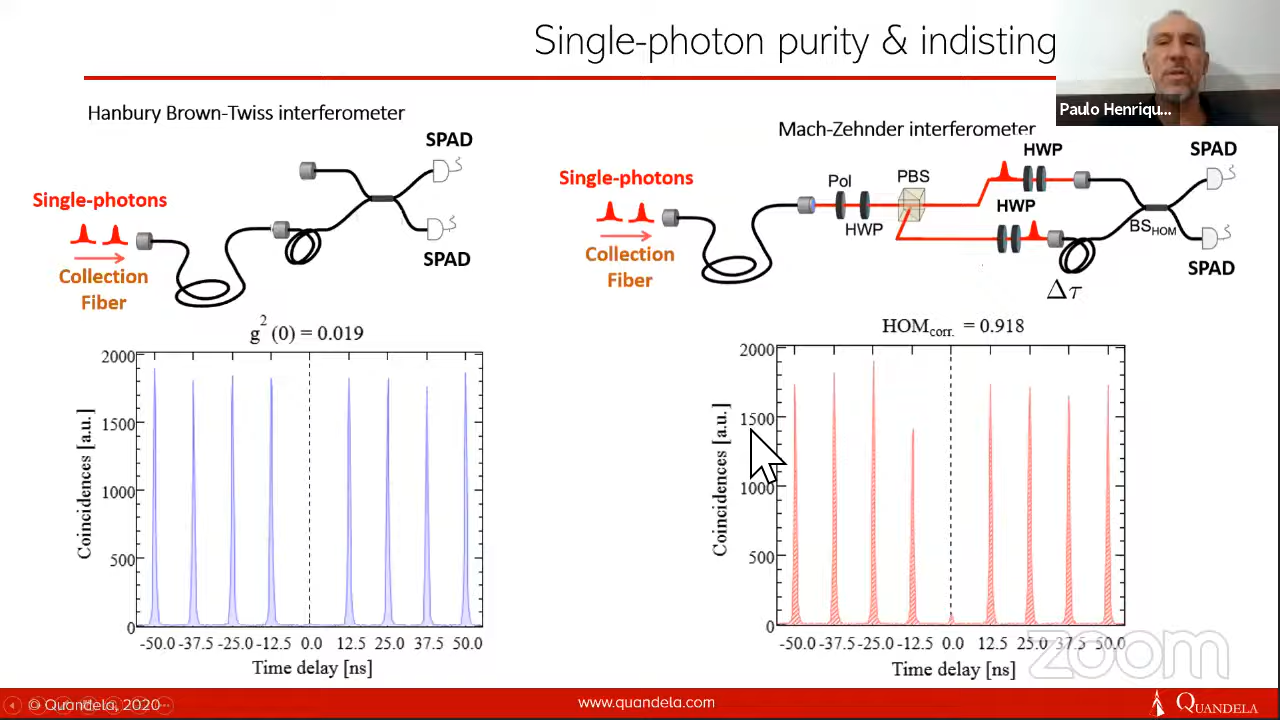 Single-photon purity & indisting
Paulo Henriqu...
Hanbury Brown-Twiss interferometer
SPAD
Single-photons
Collection
Fiber
SPAD
Mach-Zehnder interferometer
HWP
SPAD
Single-photons
Pol
PBS
HWP
HWP
Collection
Fiber
BS HOM
SPAD
Δτ
g2 (0) = 0.019
2000
1500
1000
500
0
Coincidences [a.u.]
-50.0 -37.5 -25.0 -12.5 0.0 12.5 25.0 37.5 50.0
Time delay [ns]
HOMcorr. = 0.918
2000
1500
1000
500
0
Coincidences [a.u.]
-50.0 -37.5 -25.0 -12.5 0.0 12.5 25.0 37.5 50.0
Time delay [ns]
zoom
© Quandela, 2020
www.quandela.com
QUANDELA